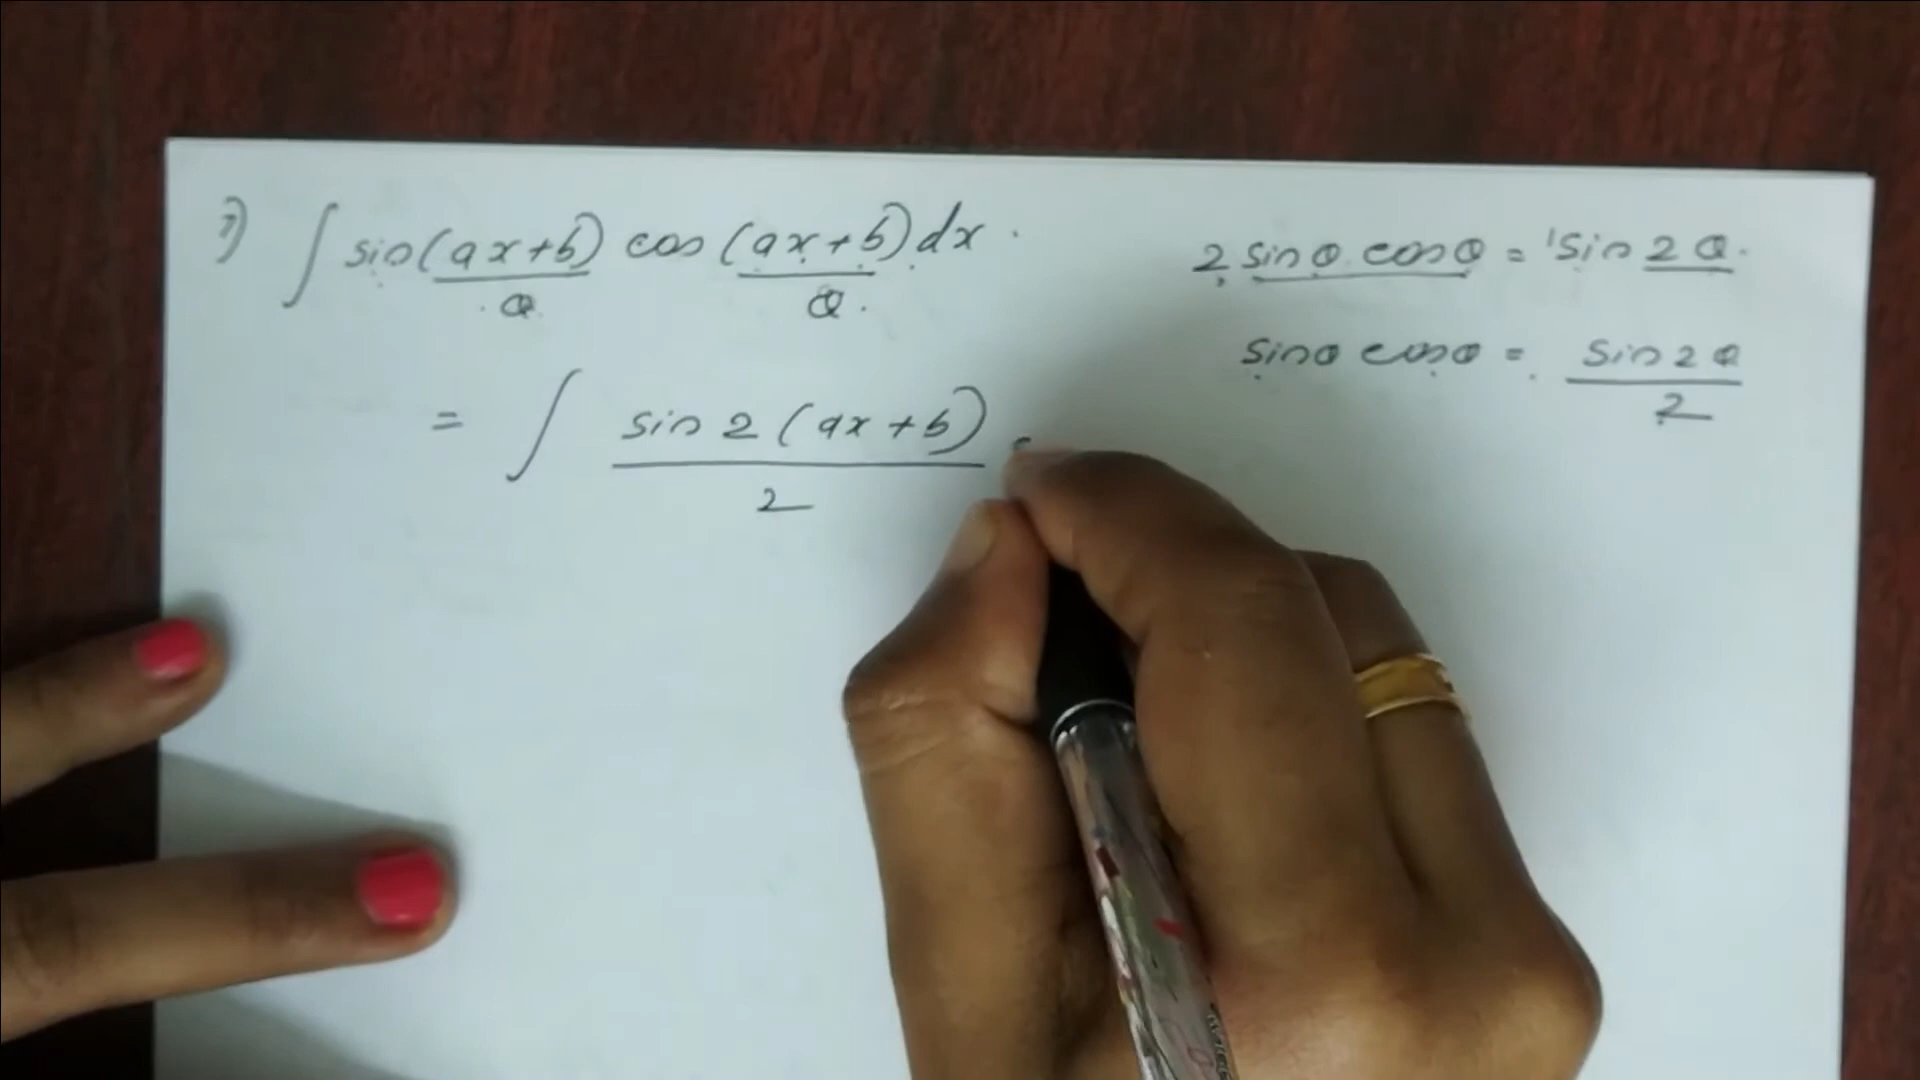 7) ∫ sin(ax+b) cos(ax+b) dx.
θ. θ.
2 sinθ cosθ = sin 2θ.
sinθ cosθ = sin 2θ / 2
= ∫ sin 2(ax+b) / 2